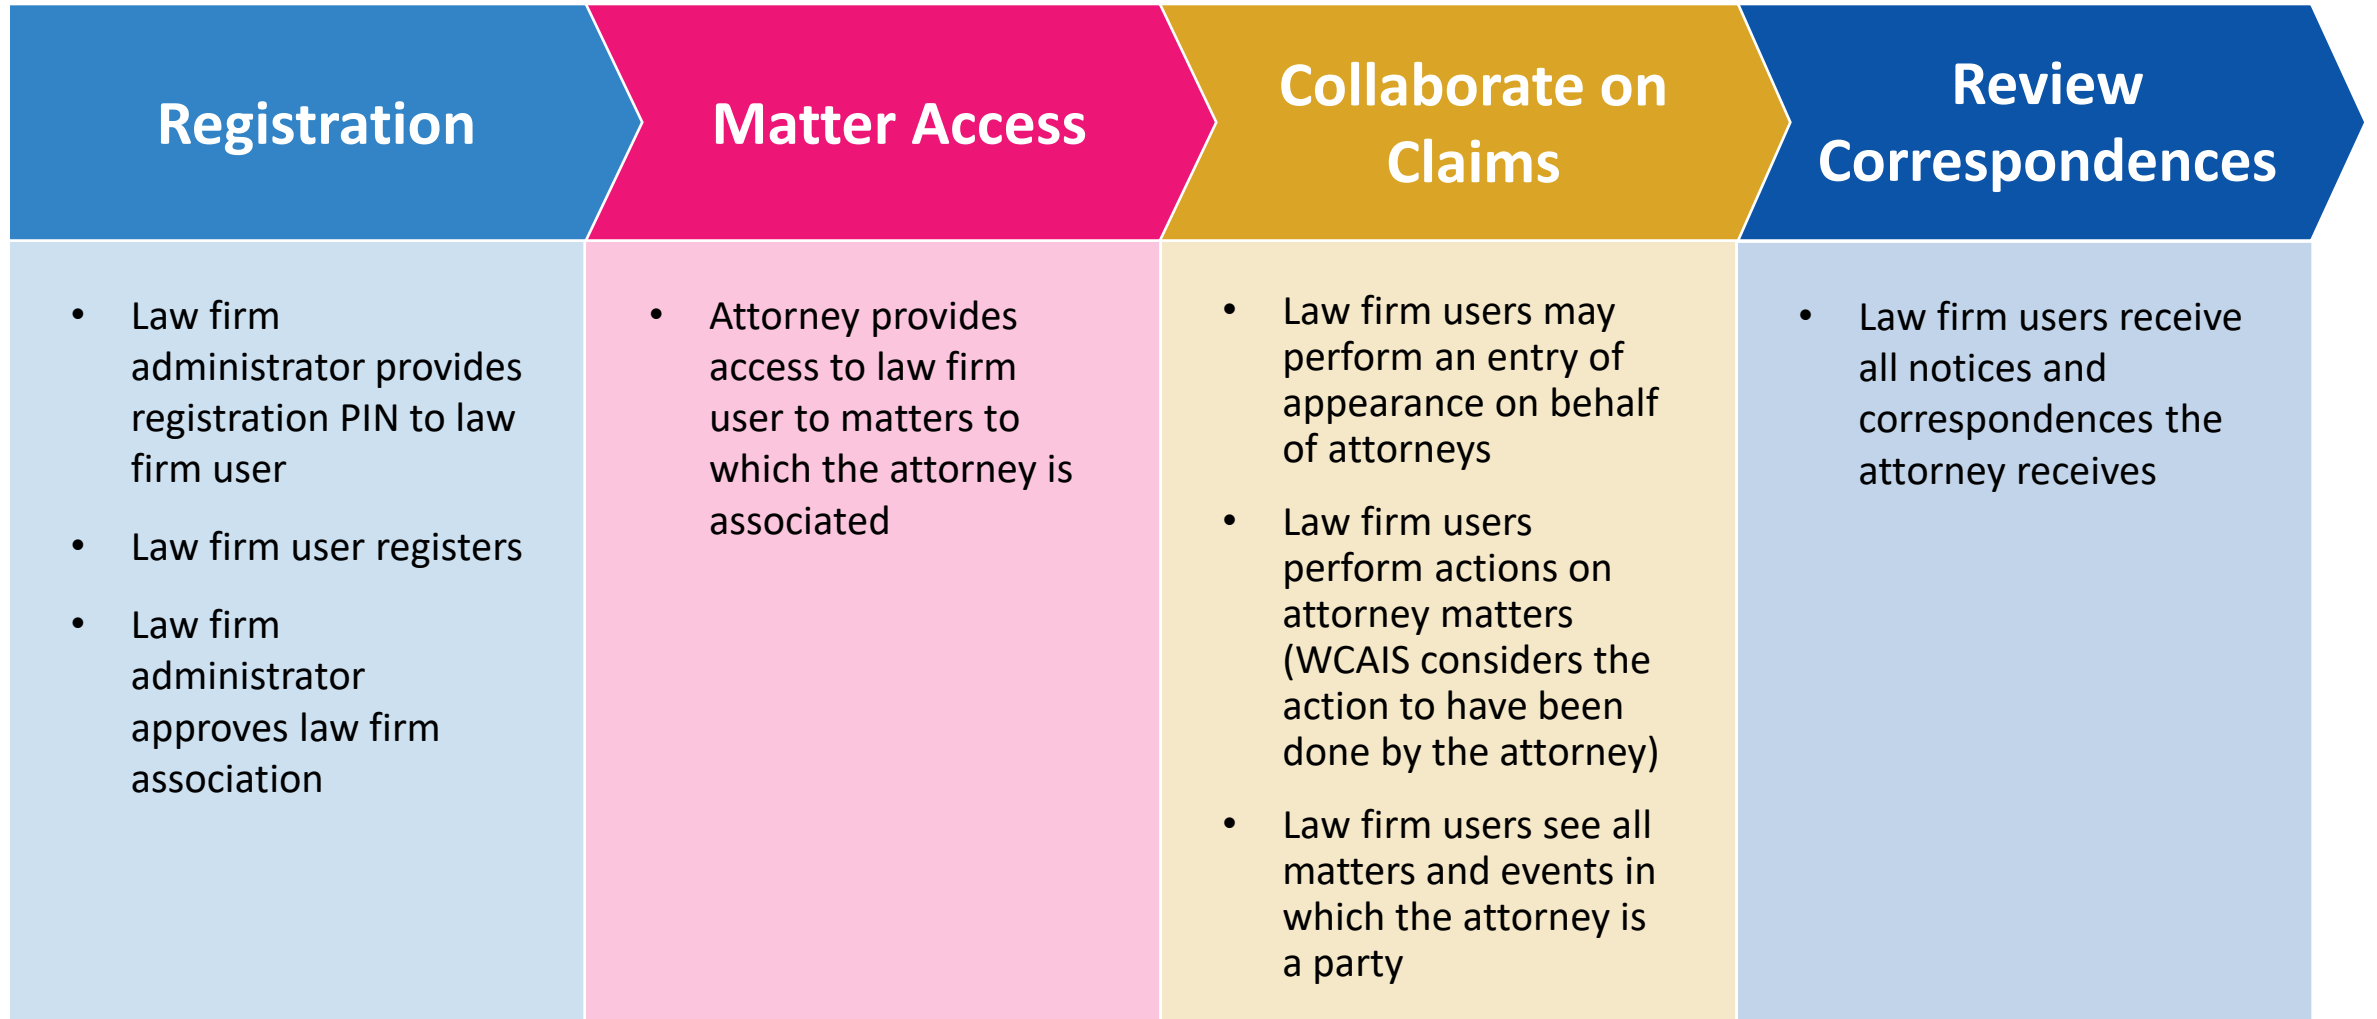 Registration
• Law firm
administrator provides
registration PIN to law
firm user
• Law firm user registers
• Law firm
administrator
approves law firm
association
Matter Access
• Attorney provides
access to law firm
user to matters to
which the attorney is
associated
Collaborate on
Claims
• Law firm users may
perform an entry of
appearance on behalf
of attorneys
• Law firm users
perform actions on
attorney matters
(WCAIS considers the
action to have been
done by the attorney)
• Law firm users see all
matters and events in
which the attorney is
a party
Review
Correspondences
• Law firm users receive
all notices and
correspondences the
attorney receives